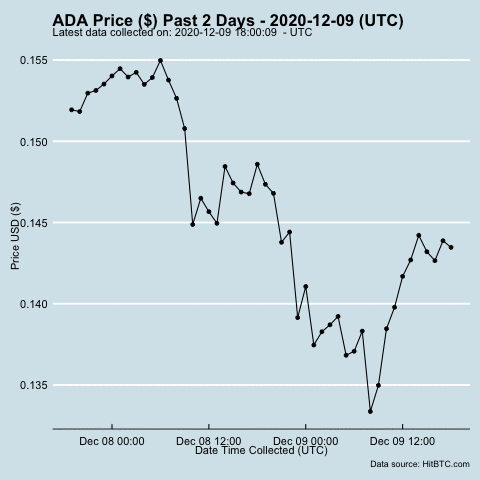 ADA Price ($) Past 2 Days - 2020-12-09 (UTC)
Latest data collected on: 2020-12-09 18:00:09  - UTC
0.155
0.150
0.145
0.140
0.135
Price USD ($)
Dec 08 00:00 Dec 08 12:00 Dec 09 00:00 Dec 09 12:00
Date Time Collected (UTC)
Data source: HitBTC.com